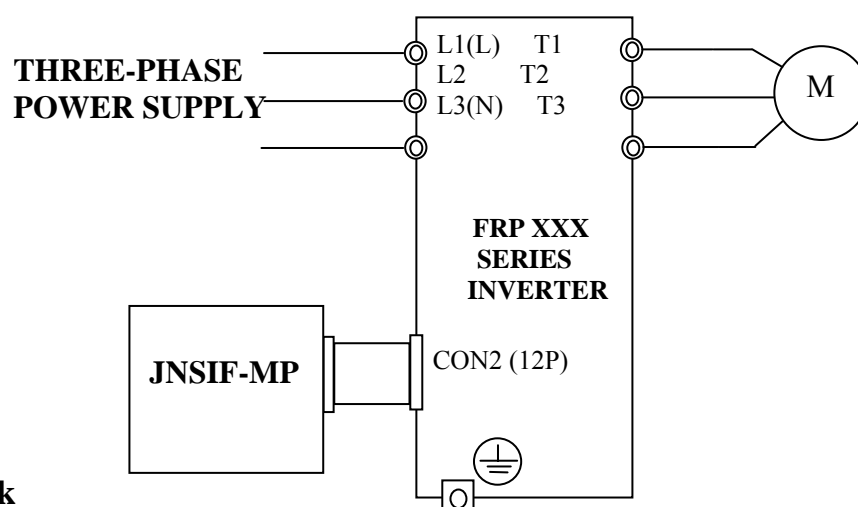 L1(L) T1
THREE-PHASE
L2 T2
POWER SUPPLY
L3(N) T3
M
FRP XXX
SERIES
INVERTER
JNSIF-MP
CON2 (12P)
k